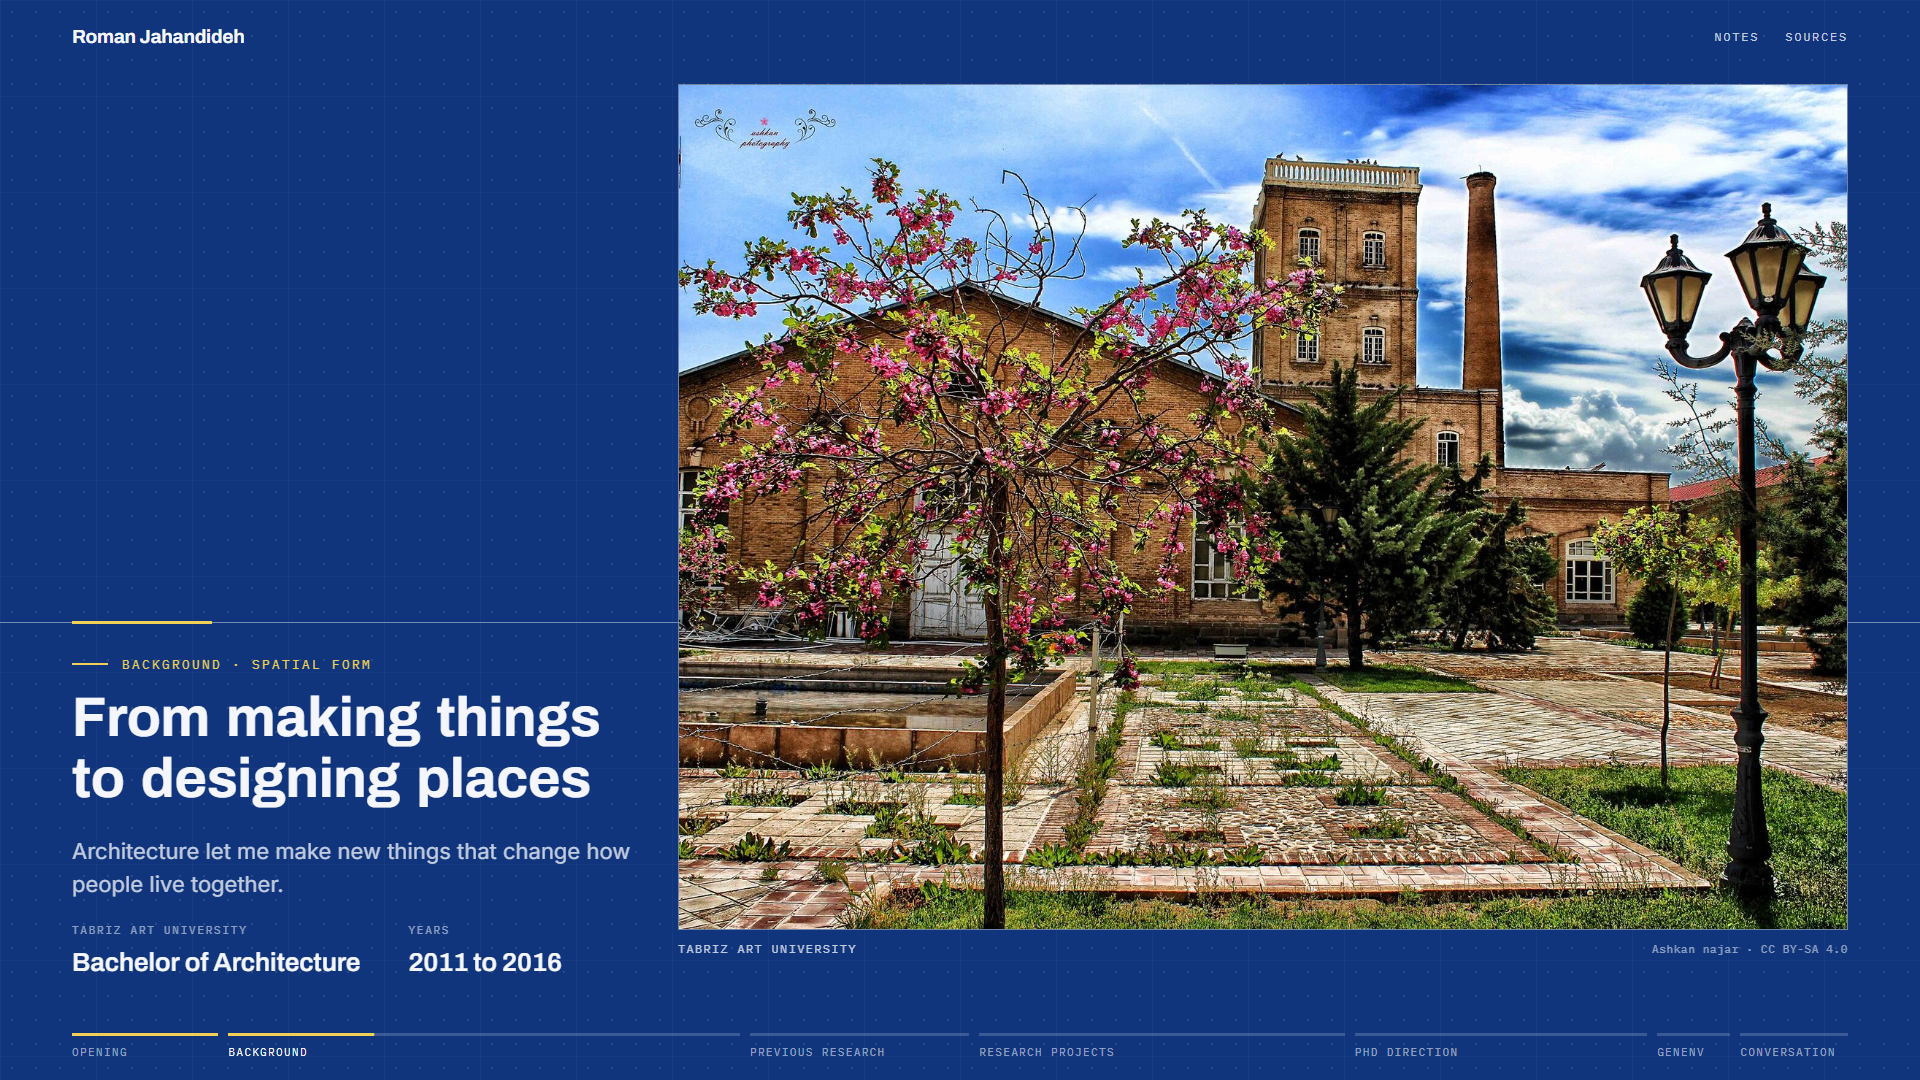 Roman Jahandideh
NOTES
SOURCES
ashkan
photography
BACKGROUND · SPATIAL FORM
From making things
to designing places
Architecture let me make new things that change how
people live together.
TABRIZ ART UNIVERSITY
Bachelor of Architecture
YEARS
2011 to 2016
TABRIZ ART UNIVERSITY
Ashkan najar · CC BY-SA 4.0
OPENING
BACKGROUND
PREVIOUS RESEARCH
RESEARCH PROJECTS
PHD DIRECTION
GENENV
CONVERSATION